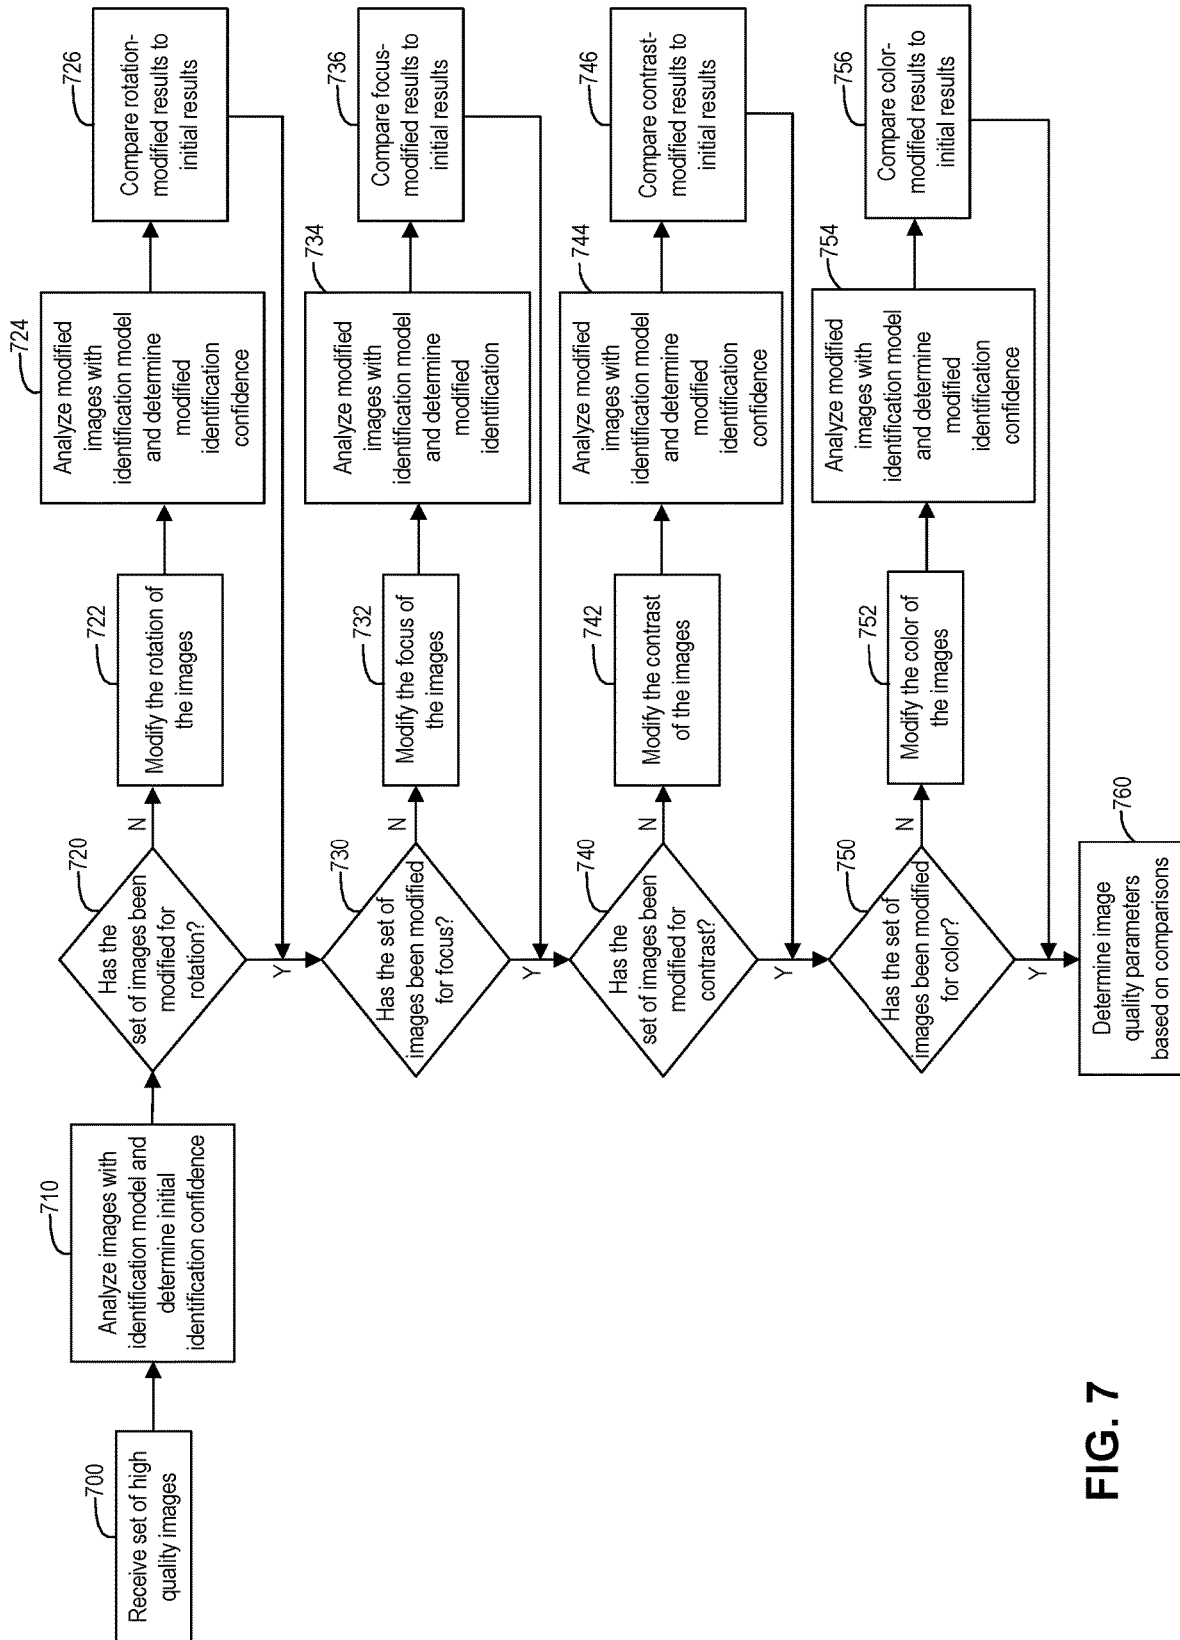 700
Receive set of high
quality images
710
Analyze images with
identification model and
determine initial
identification confidence
720
Has the
set of images been
modified for
rotation?
N
Y
722
Modify the rotation of
the images
724
Analyze modified
images with
identification model
and determine
modified
identification
confidence
726
Compare rotation-
modified results to
initial results
730
Has the set of
images been modified
for focus?
N
Y
732
Modify the focus of
the images
734
Analyze modified
images with
identification model
and determine
modified
identification
736
Compare focus-
modified results to
initial results
740
Has the
set of images been
modified for
contrast?
N
Y
742
Modify the contrast
of the images
744
Analyze modified
images with
identification model
and determine
modified
identification
confidence
746
Compare contrast-
modified results to
initial results
750
Has the set of
images been modified
for color?
N
Y
752
Modify the color of
the images
754
Analyze modified
images with
identification model
and determine
modified
identification
confidence
756
Compare color-
modified results to
initial results
760
Determine image
quality parameters
based on comparisons
FIG. 7